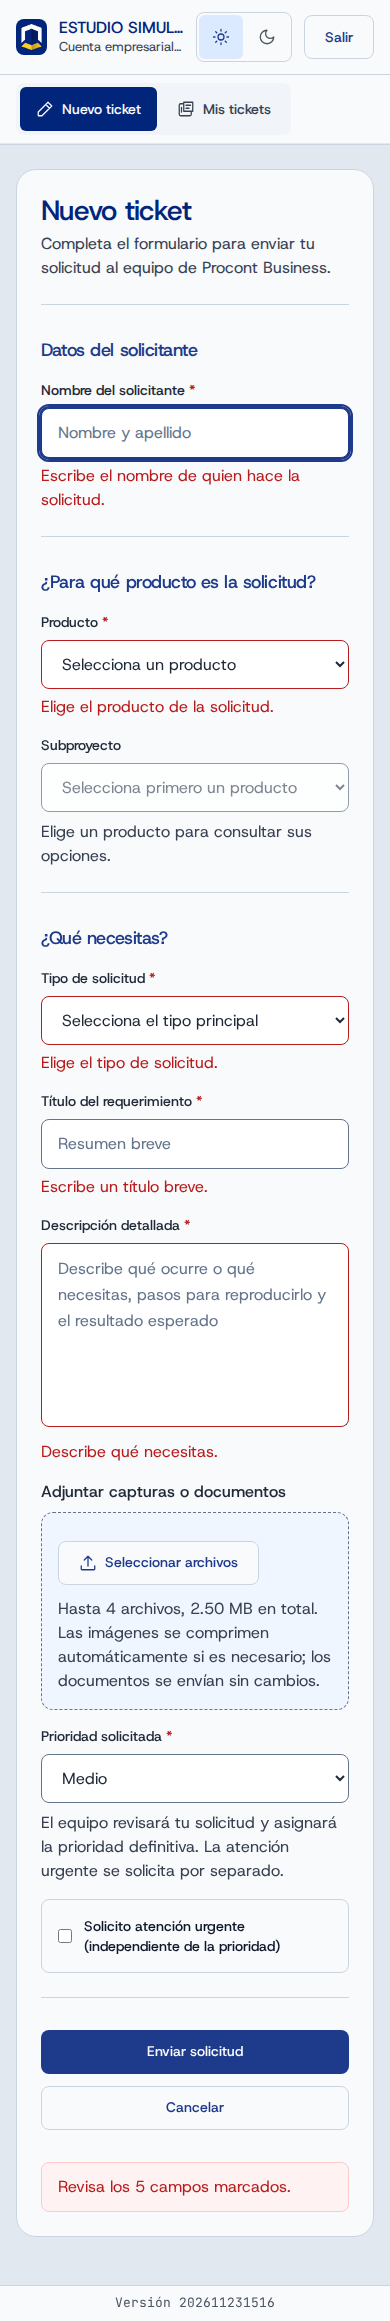 ESTUDIO SIMUL...
Cuenta empresarial...
Salir
Nuevo ticket
Mis tickets
Nuevo ticket
Completa el formulario para enviar tu
solicitud al equipo de Procont Business.
Datos del solicitante
Nombre del solicitante *
Nombre y apellido
Escribe el nombre de quien hace la
solicitud.
¿Para qué producto es la solicitud?
Producto *
Selecciona un producto
Elige el producto de la solicitud.
Subproyecto
Selecciona primero un producto
Elige un producto para consultar sus
opciones.
¿Qué necesitas?
Tipo de solicitud *
Selecciona el tipo principal
Elige el tipo de solicitud.
Título del requerimiento *
Resumen breve
Escribe un título breve.
Descripción detallada *
Describe qué ocurre o qué
necesitas, pasos para reproducirlo y
el resultado esperado
Describe qué necesitas.
Adjuntar capturas o documentos
Seleccionar archivos
Hasta 4 archivos, 2.50 MB en total.
Las imágenes se comprimen
automáticamente si es necesario; los
documentos se envían sin cambios.
Prioridad solicitada *
Medio
El equipo revisará tu solicitud y asignará
la prioridad definitiva. La atención
urgente se solicita por separado.
Solicito atención urgente
(independiente de la prioridad)
Enviar solicitud
Cancelar
Revisa los 5 campos marcados.
Versión 202611231516